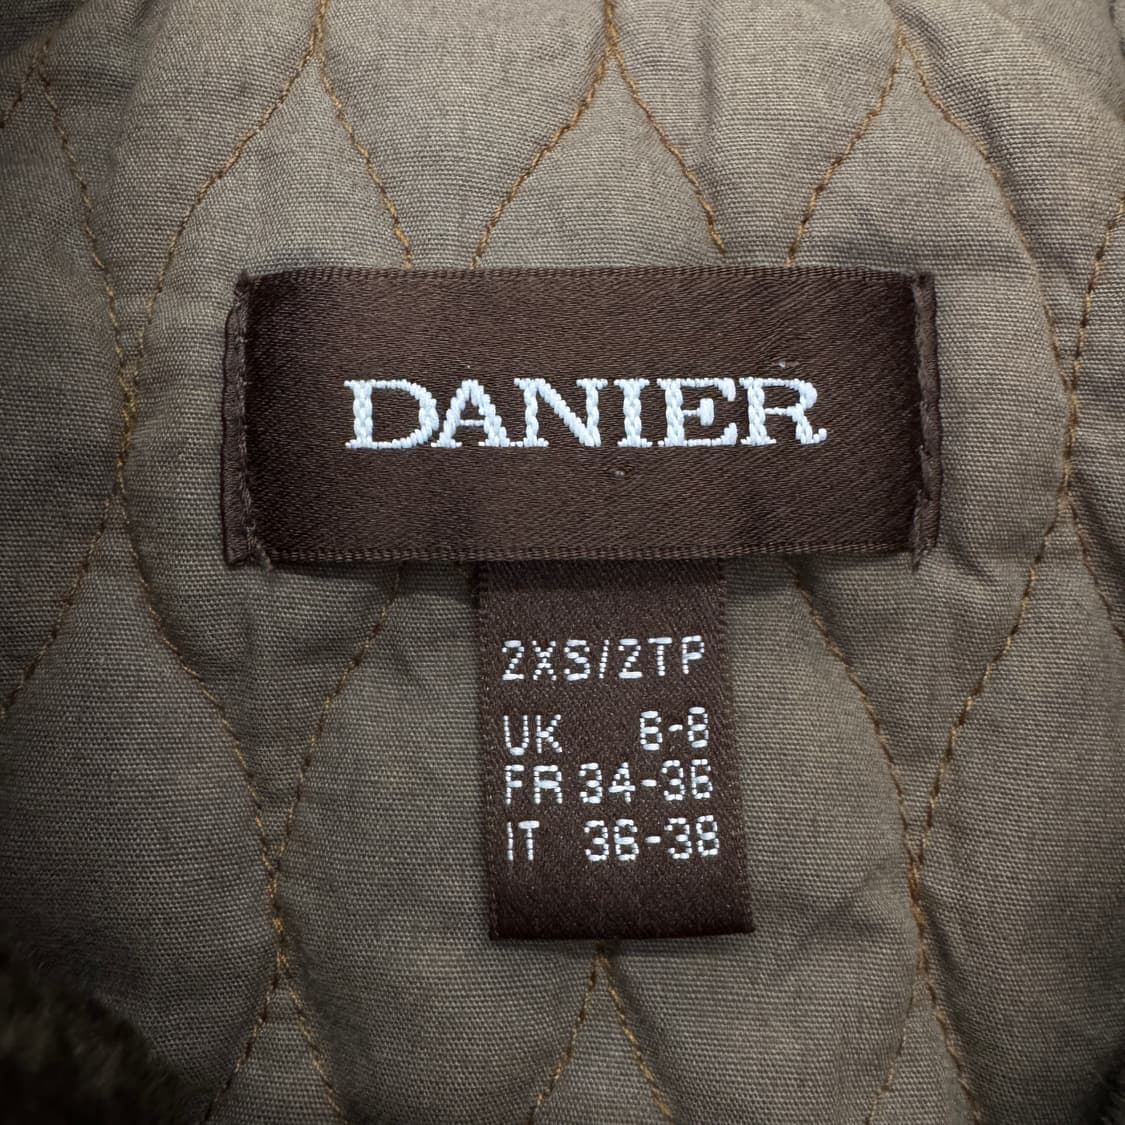 DANIER
2XS/2TP
UK 6-8
FR 34-36
IT 36-38